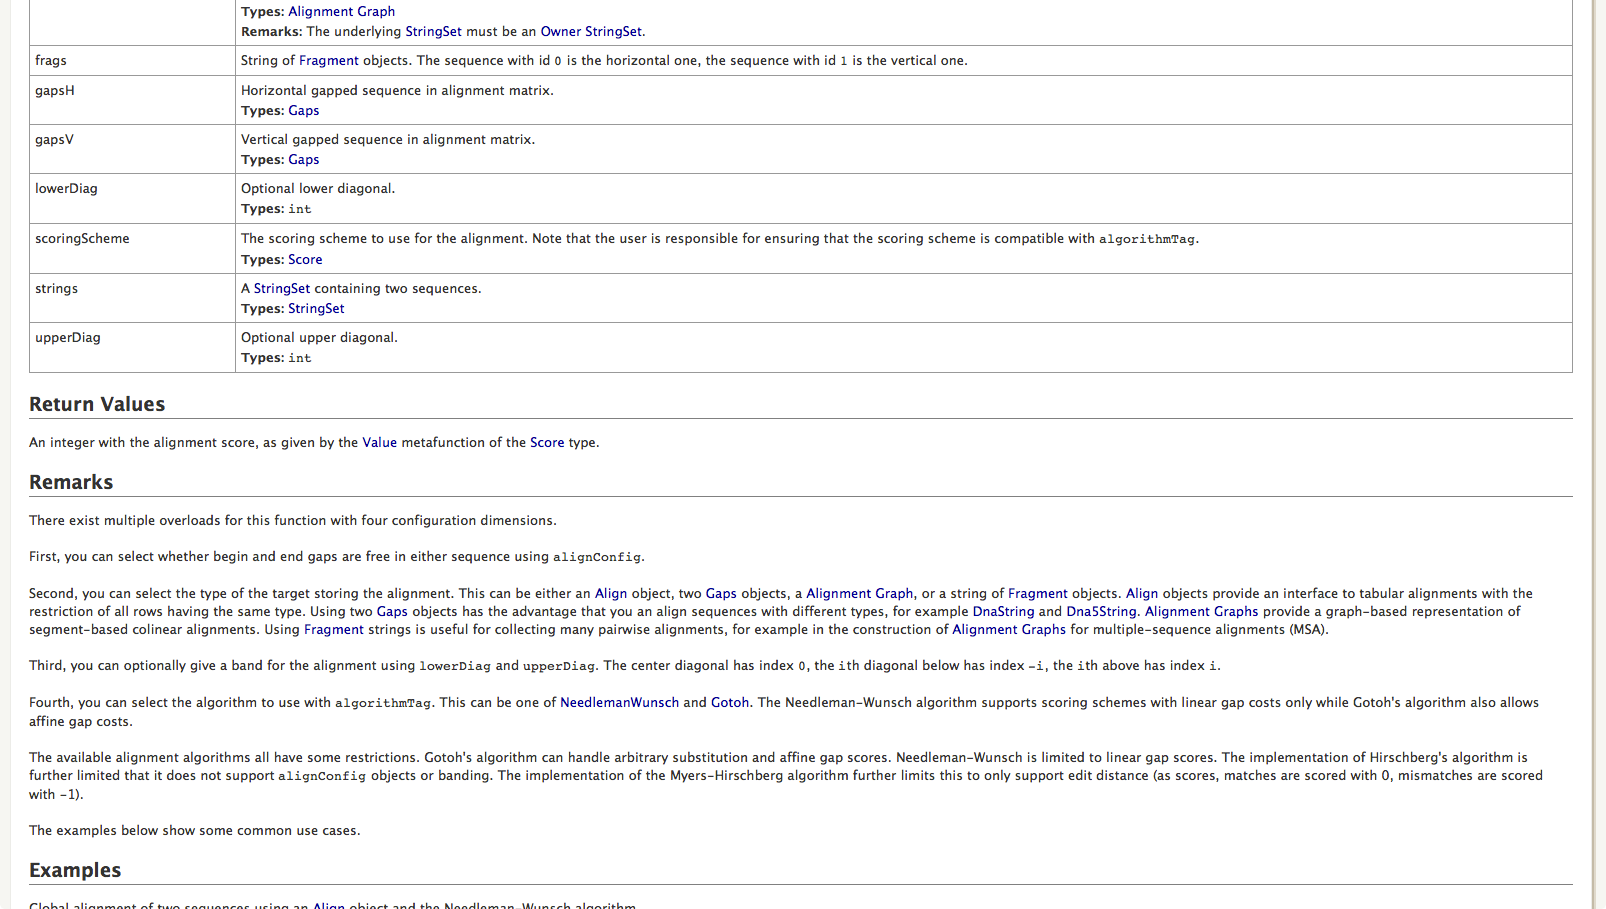 Types: Alignment Graph
Remarks: The underlying StringSet must be an Owner StringSet.
frags
String of Fragment objects. The sequence with id 0 is the horizontal one, the sequence with id 1 is the vertical one.
gapsH
Horizontal gapped sequence in alignment matrix.
Types: Gaps
gapsV
Vertical gapped sequence in alignment matrix.
Types: Gaps
lowerDiag
Optional lower diagonal.
Types: int
scoringScheme
The scoring scheme to use for the alignment. Note that the user is responsible for ensuring that the scoring scheme is compatible with algorithmTag.
Types: Score
strings
A StringSet containing two sequences.
Types: StringSet
upperDiag
Optional upper diagonal.
Types: int
Return Values
An integer with the alignment score, as given by the Value metafunction of the Score type.
Remarks
There exist multiple overloads for this function with four configuration dimensions.
First, you can select whether begin and end gaps are free in either sequence using alignConfig.
Second, you can select the type of the target storing the alignment. This can be either an Align object, two Gaps objects, a Alignment Graph, or a string of Fragment objects. Align objects provide an interface to tabular alignments with the
restriction of all rows having the same type. Using two Gaps objects has the advantage that you an align sequences with different types, for example DnaString and Dna5String. Alignment Graphs provide a graph-based representation of
segment-based colinear alignments. Using Fragment strings is useful for collecting many pairwise alignments, for example in the construction of Alignment Graphs for multiple-sequence alignments (MSA).
Third, you can optionally give a band for the alignment using lowerDiag and upperDiag. The center diagonal has index 0, the ith diagonal below has index -i, the ith above has index i.
Fourth, you can select the algorithm to use with algorithmTag. This can be one of NeedlemanWunsch and Gotoh. The Needleman-Wunsch algorithm supports scoring schemes with linear gap costs only while Gotoh's algorithm also allows
affine gap costs.
The available alignment algorithms all have some restrictions. Gotoh's algorithm can handle arbitrary substitution and affine gap scores. Needleman-Wunsch is limited to linear gap scores. The implementation of Hirschberg's algorithm is
further limited that it does not support alignConfig objects or banding. The implementation of the Myers-Hirschberg algorithm further limits this to only support edit distance (as scores, matches are scored with 0, mismatches are scored
with -1).
The examples below show some common use cases.
Examples
Global alignment of two sequences using an Align object and the Needleman-Wunsch algorithm.